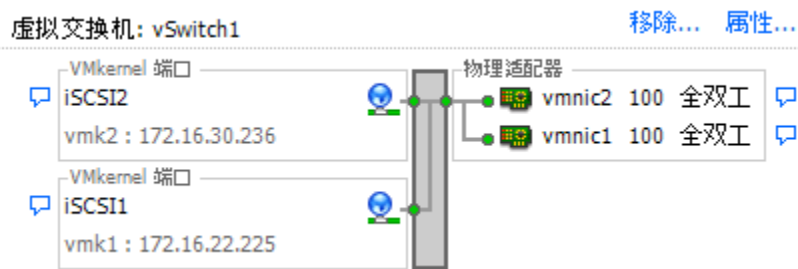 虚拟交换机: vSwitch1 移除... 属性...
VMkernel 端口
iSCSI2
vmk2 : 172.16.30.236
VMkernel 端口
iSCSI1
vmk1 : 172.16.22.225
物理适配器
vmnic2 100 全双工
vmnic1 100 全双工